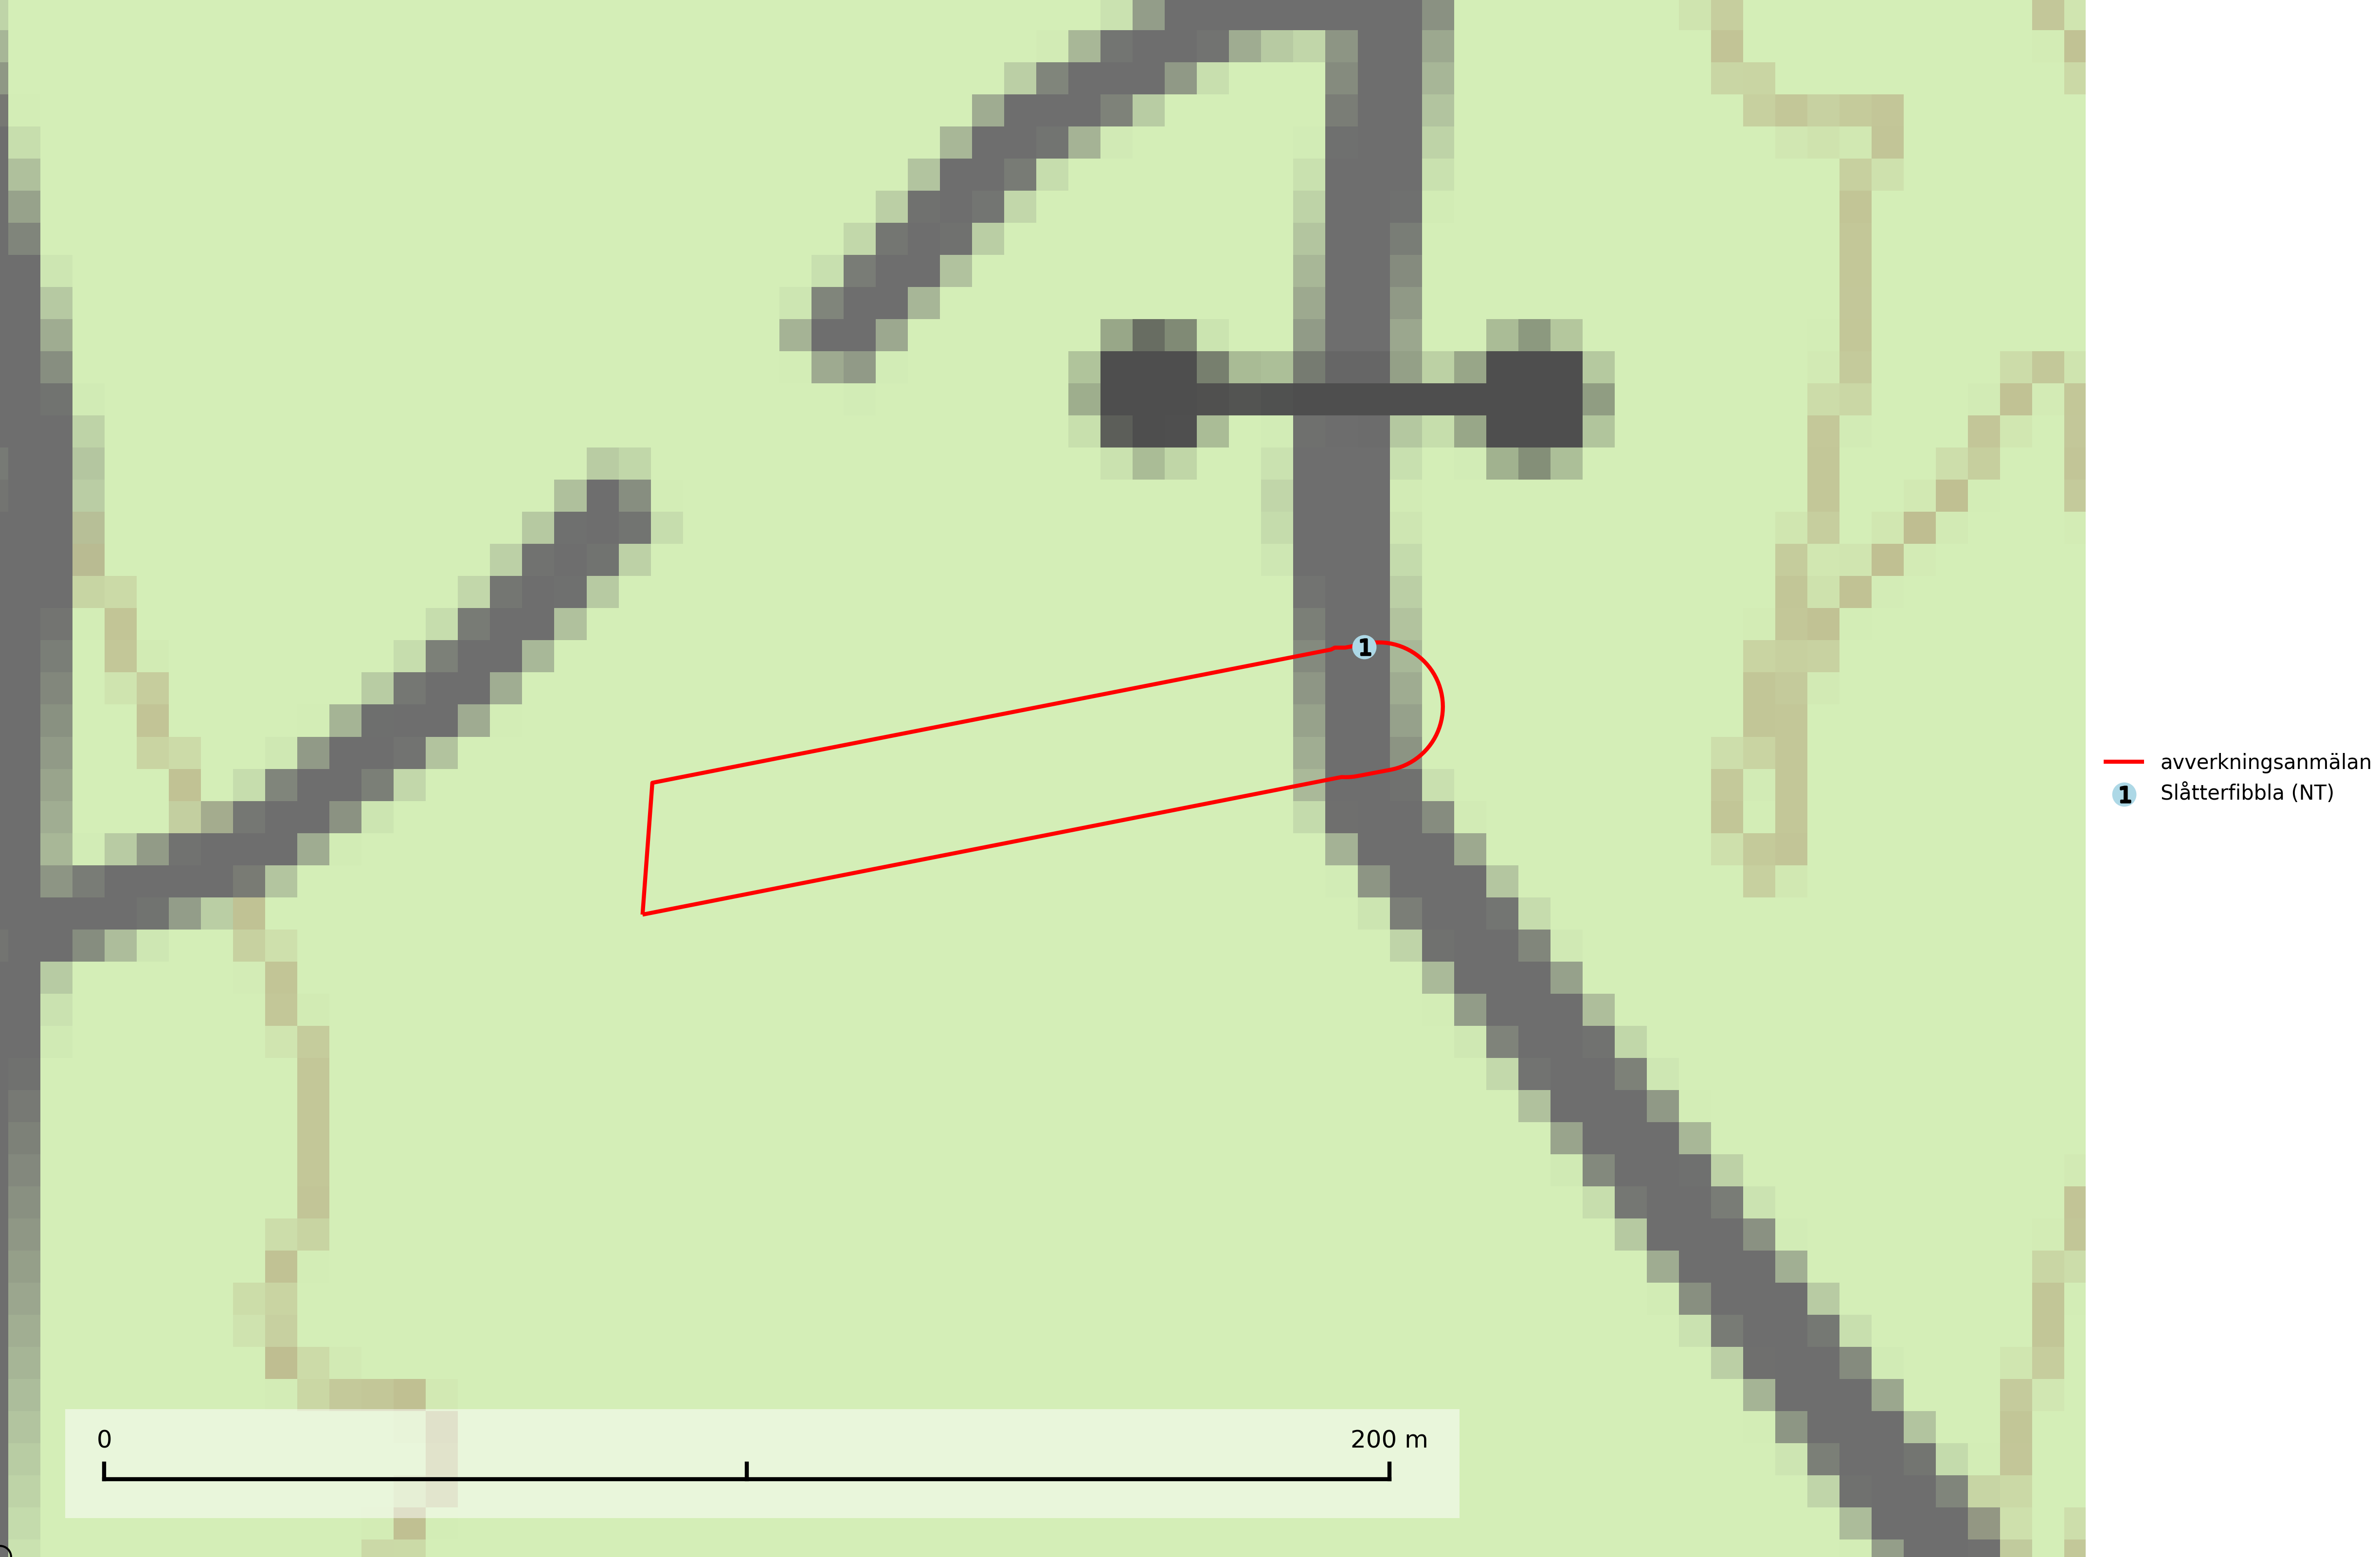 1
avverkningsanmälan
1 Slåtterfibbla (NT)
0 200 m